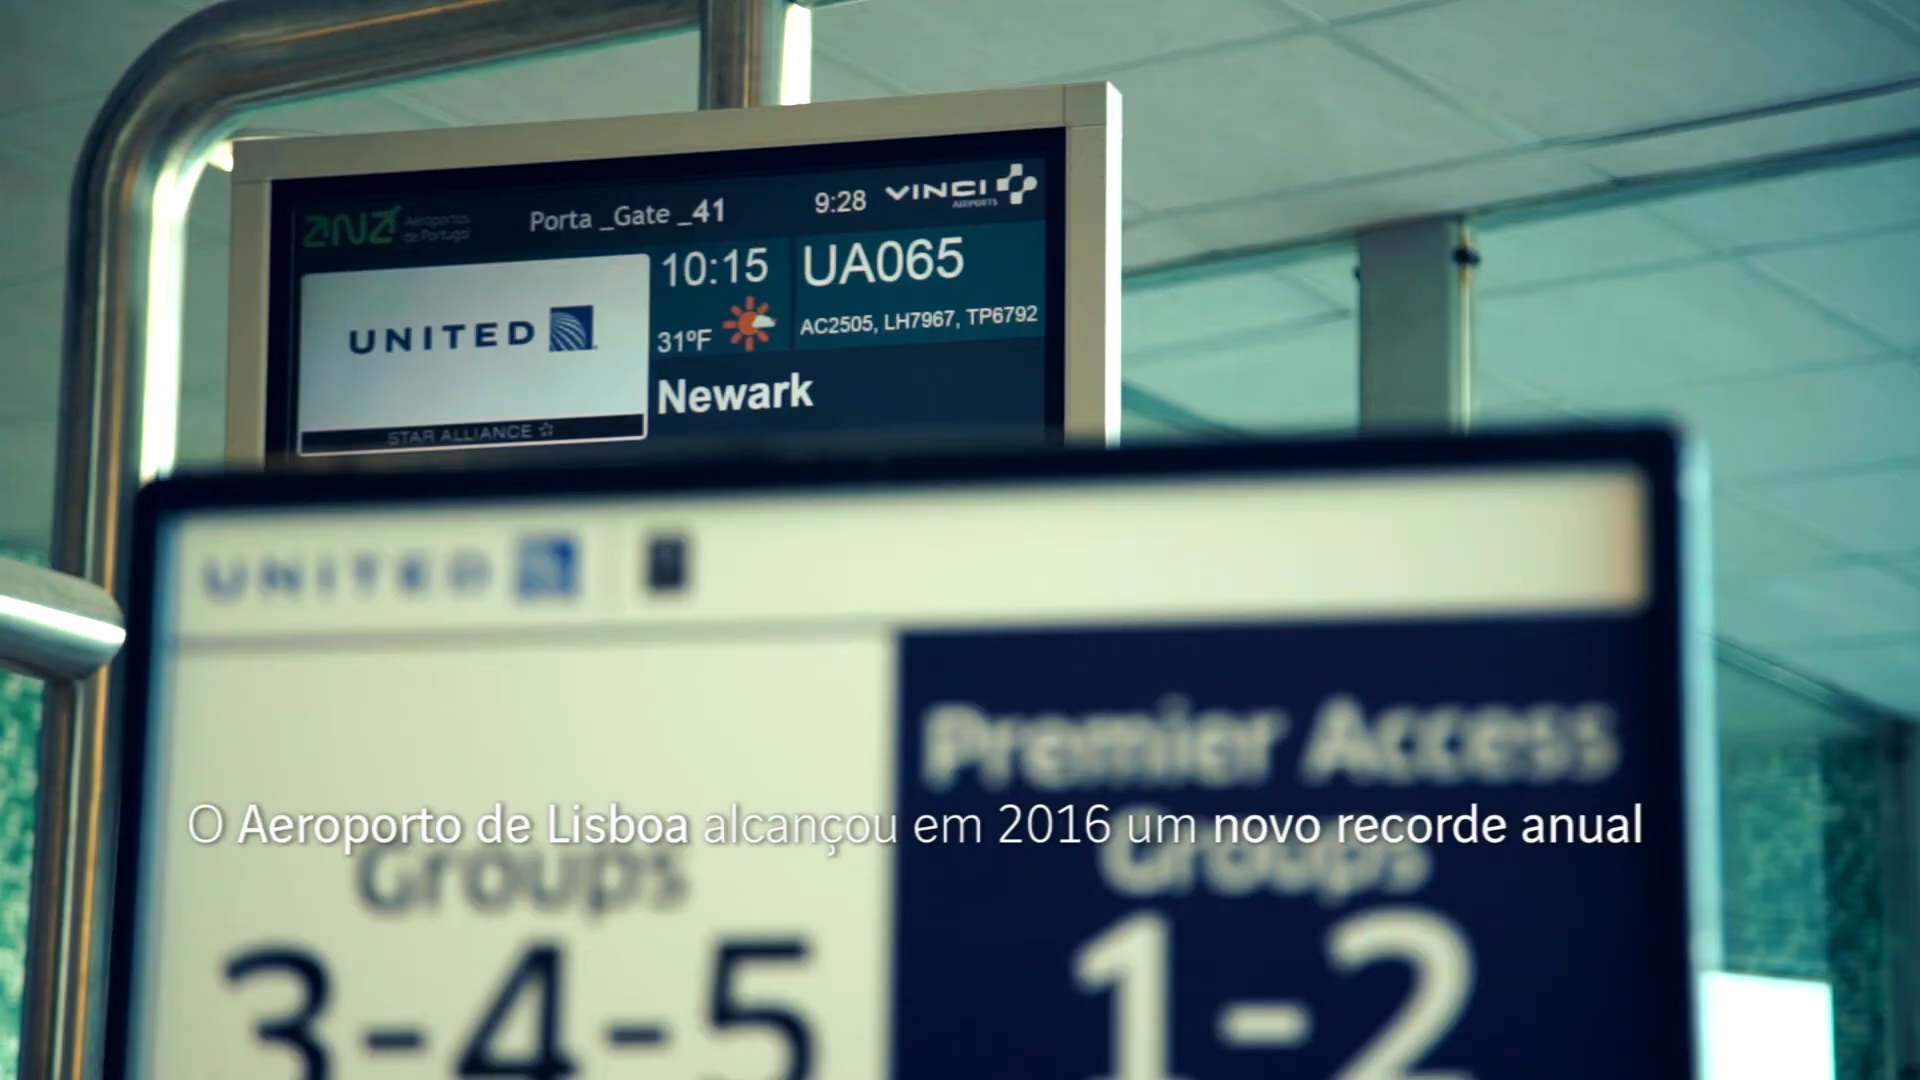 ANA Aeroportos de Portugal
Porta _Gate _41
9:28
VINCI AIRPORTS
UNITED
10:15
UA065
31ºF
AC2505, LH7967, TP6792
Newark
STAR ALLIANCE
UNITED
Premier Access
O Aeroporto de Lisboa alcançou em 2016 um novo recorde anual
Groups
Groups
3-4-5
1-2